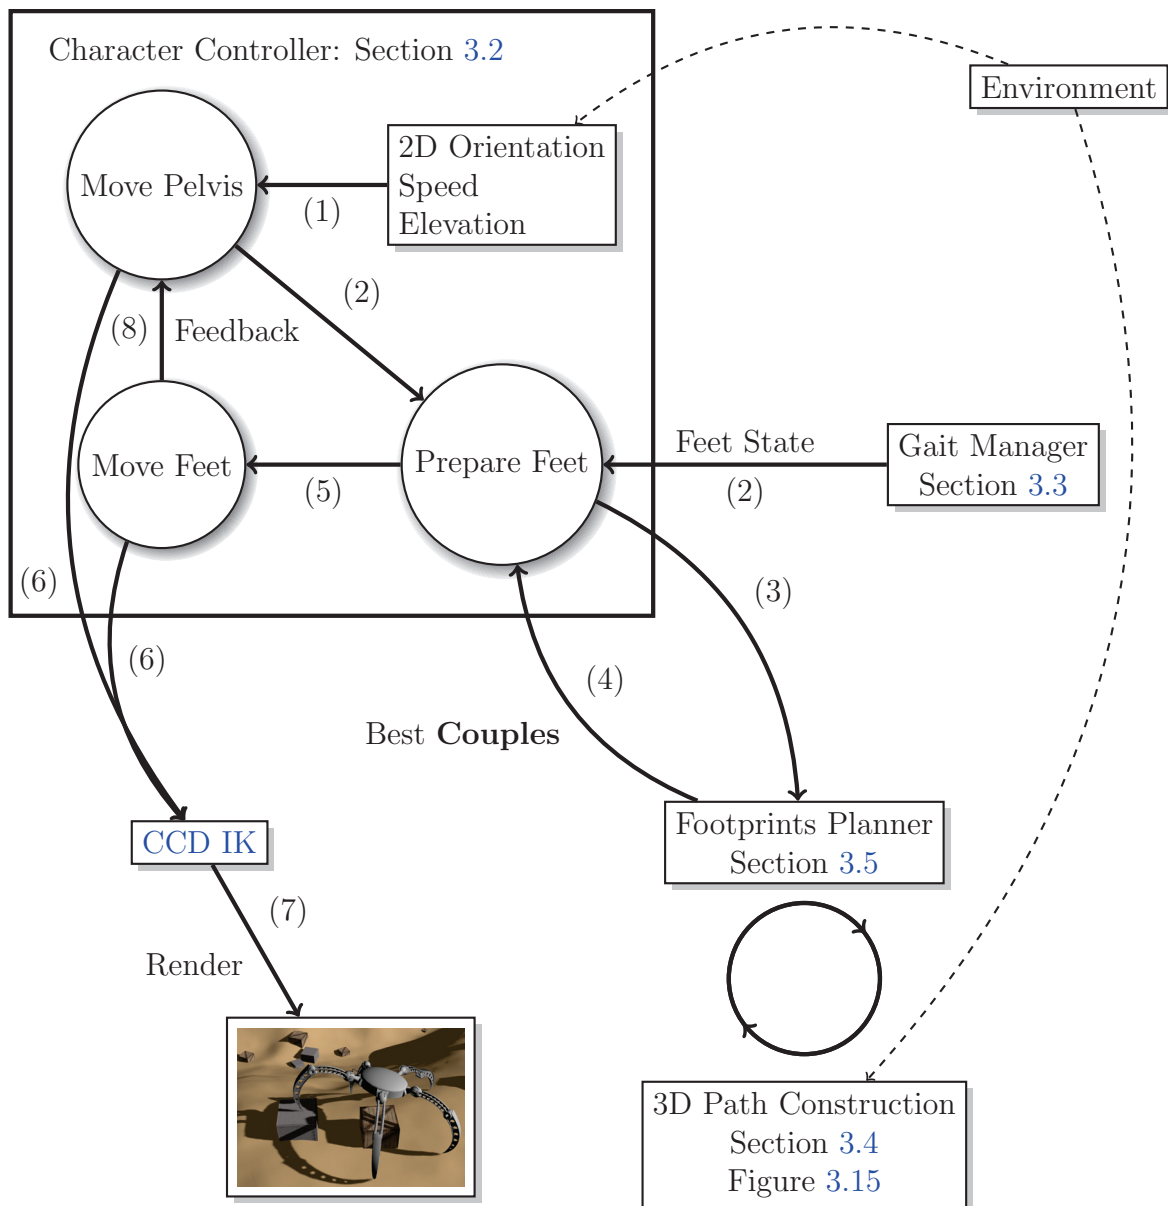 Character Controller: Section 3.2
Environment
2D Orientation
Speed
Elevation
Move Pelvis
(1)
(2)
(8)
Feedback
Feet State
Gait Manager
Section 3.3
Move Feet
Prepare Feet
(5)
(2)
(6)
(3)
(6)
(4)
Best Couples
Footprints Planner
Section 3.5
CCD IK
(7)
Render
3D Path Construction
Section 3.4
Figure 3.15